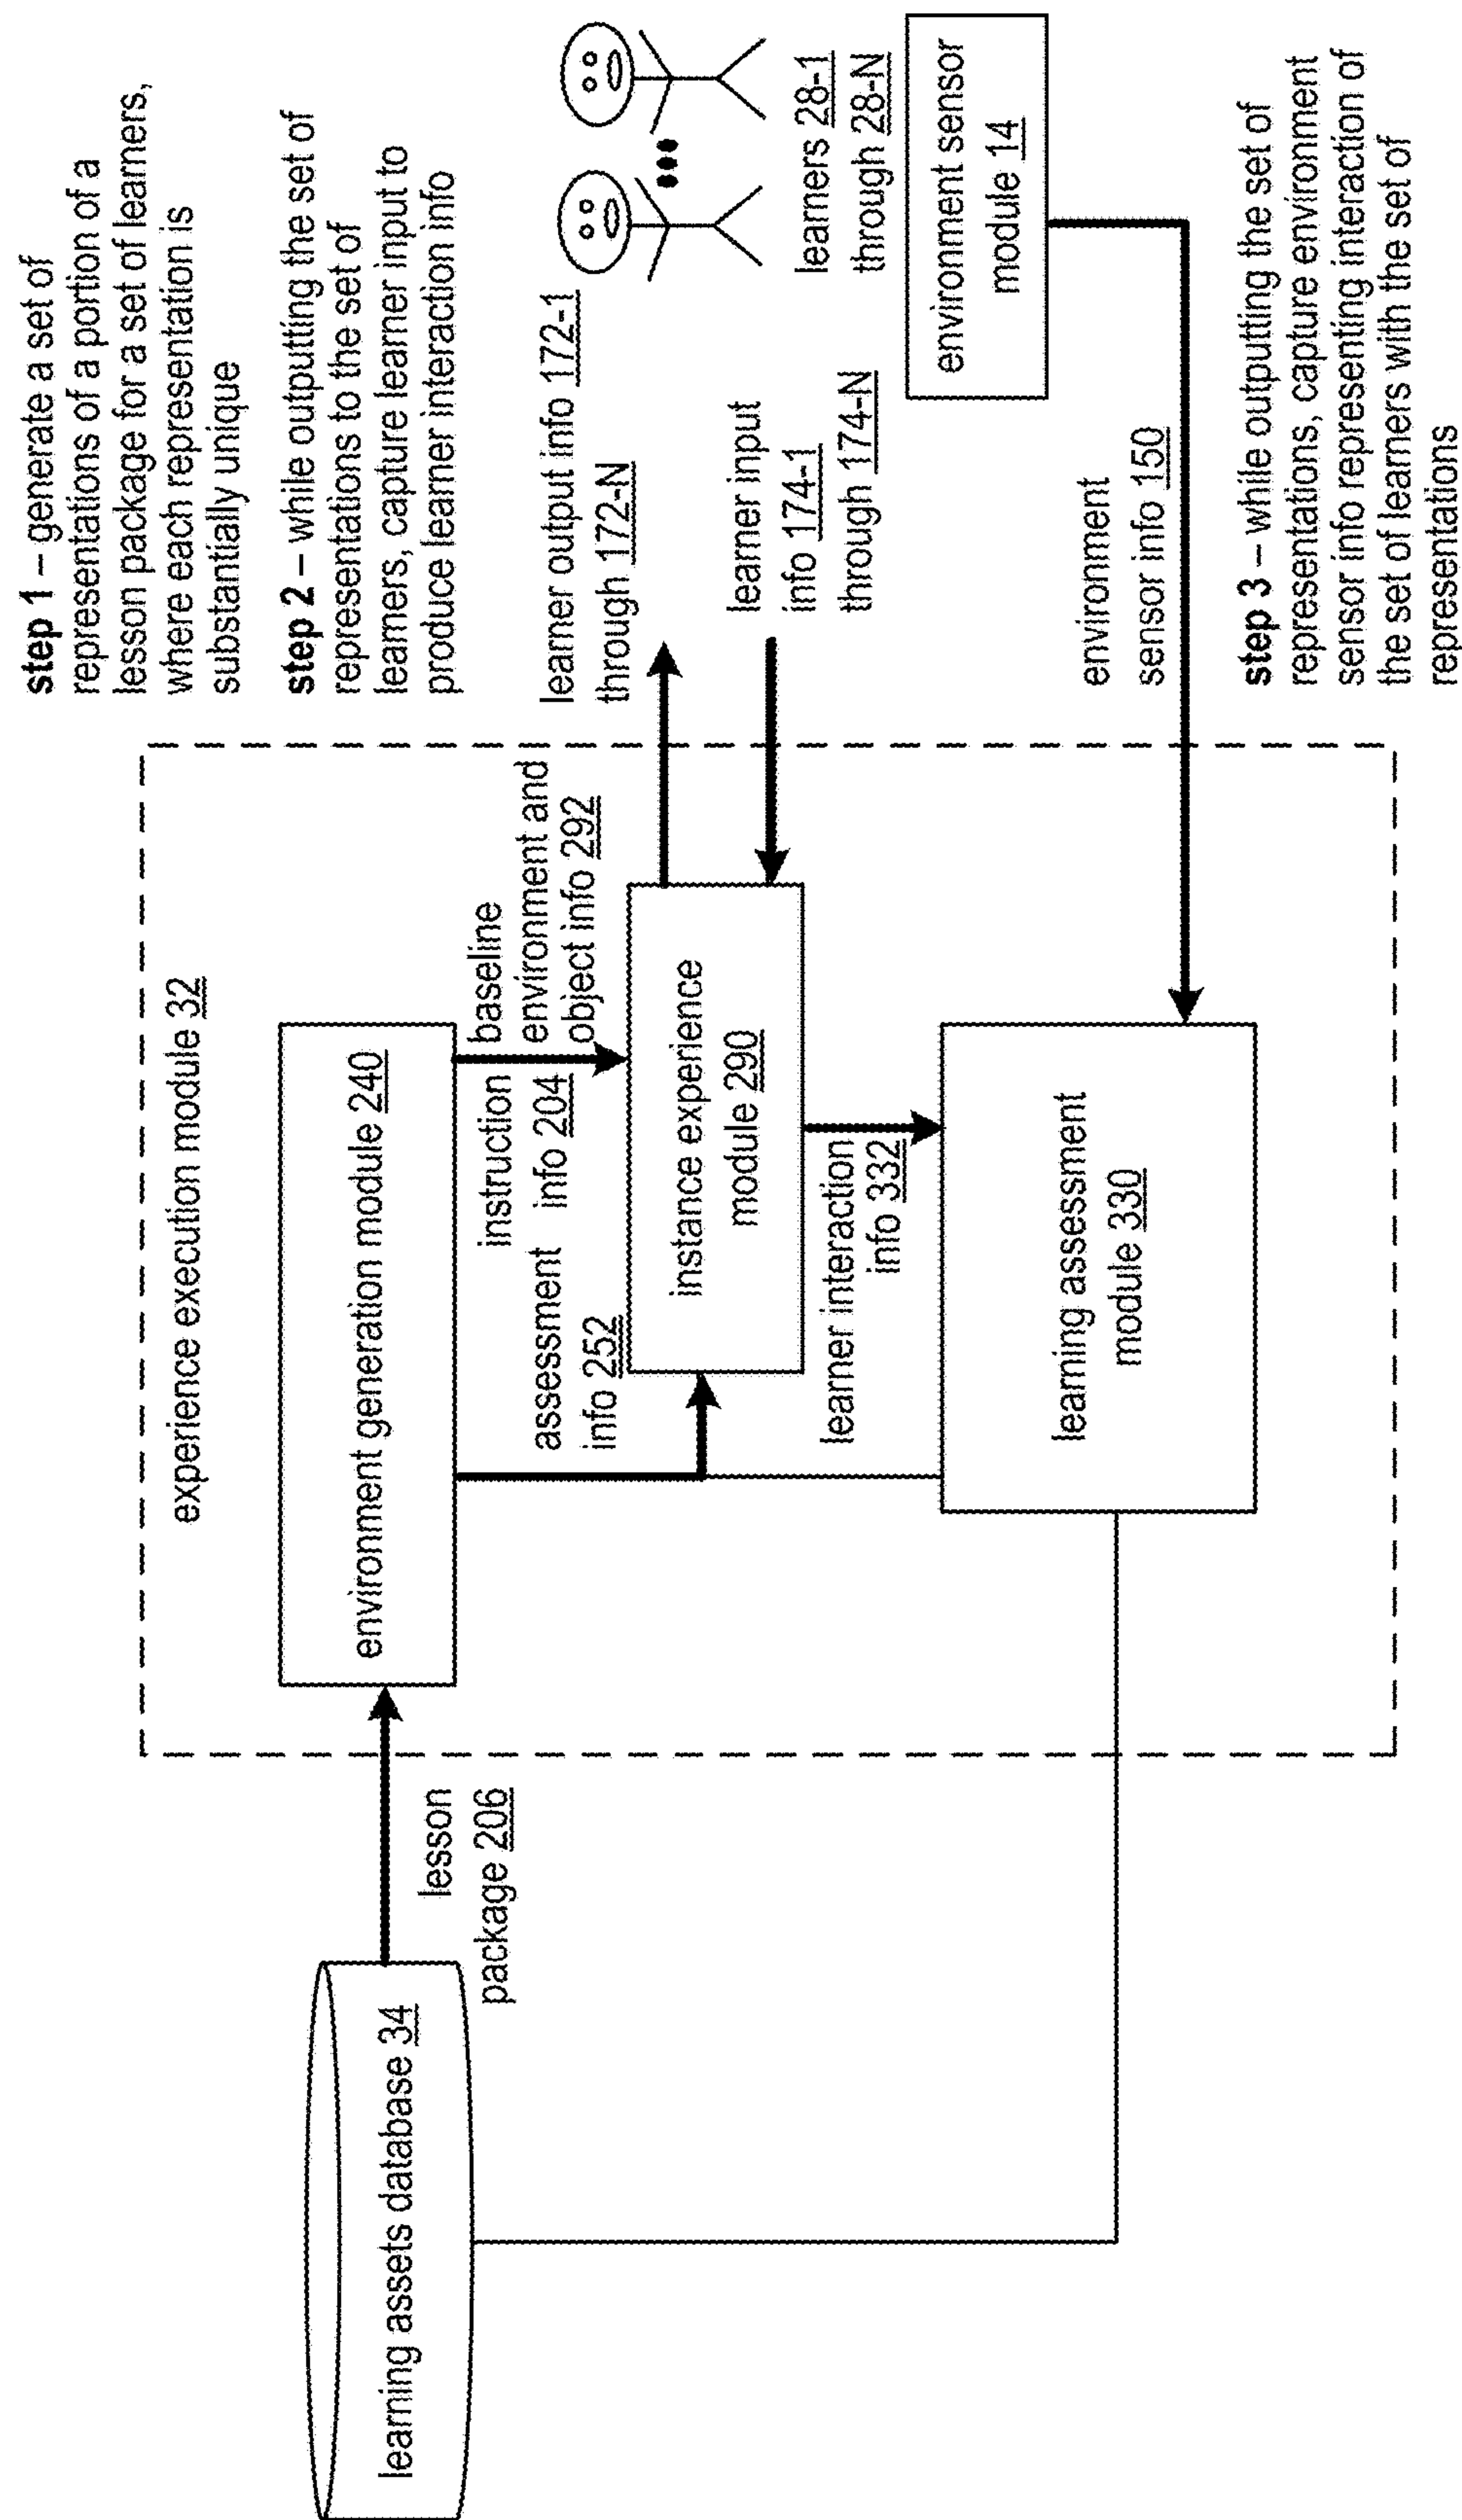 step 1 – generate a set of
representations of a portion of a
lesson package for a set of learners,
where each representation is
substantially unique
step 2 – while outputting the set of
representations to the set of
learners, capture learner input to
produce learner interaction info
experience execution module 32
learning assets database 34
lesson
package 206
environment generation module 240
assessment
info 252
instruction
info 204
baseline
environment and
object info 292
instance experience
module 290
learner output info 172-1
through 172-N
learner input
info 174-1
through 174-N
learners 28-1
through 28-N
environment sensor
module 14
learner interaction
info 332
learning assessment
module 330
environment
sensor info 150
step 3 – while outputing the set of
representations, capture environment
sensor info representing interaction of
the set of learners with the set of
representations